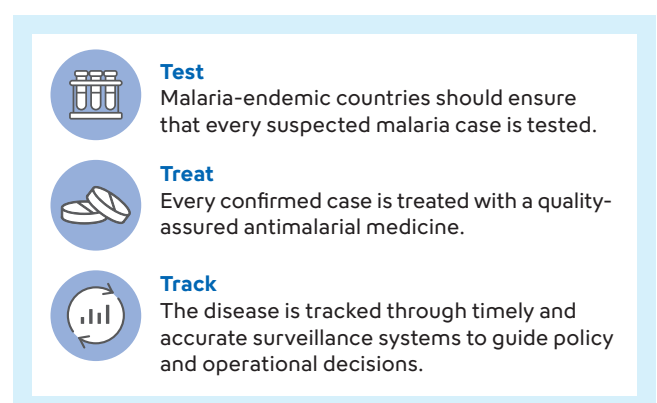 Test
Malaria-endemic countries should ensure
that every suspected malaria case is tested.
Treat
Every confirmed case is treated with a quality-
assured antimalarial medicine.
Track
The disease is tracked through timely and
accurate surveillance systems to guide policy
and operational decisions.